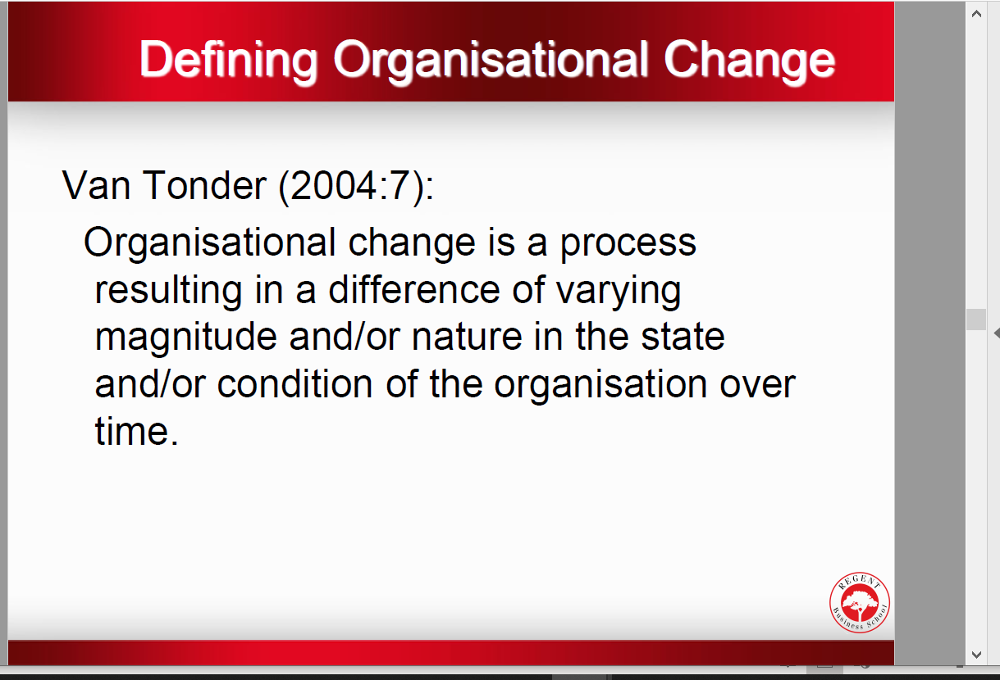 Defining Organisational Change
Van Tonder (2004:7):
Organisational change is a process
resulting in a difference of varying
magnitude and/or nature in the state
and/or condition of the organisation over
time.
REGENT
Business School